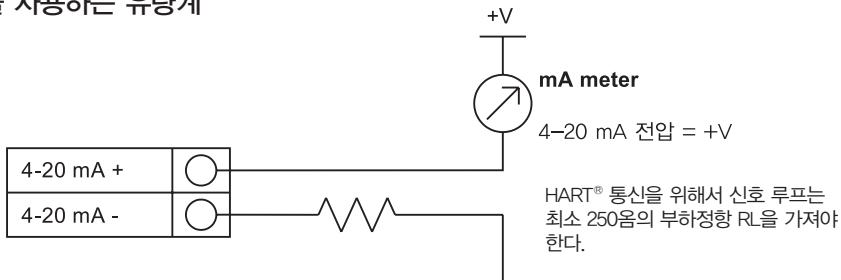 사용하는 유량계
+V
mA meter
4–20 mA 전압 = +V
4-20 mA +
4-20 mA -
HART® 통신을 위해서 신호 루프는
최소 250옴의 부하정항 RL을 가져야
한다.